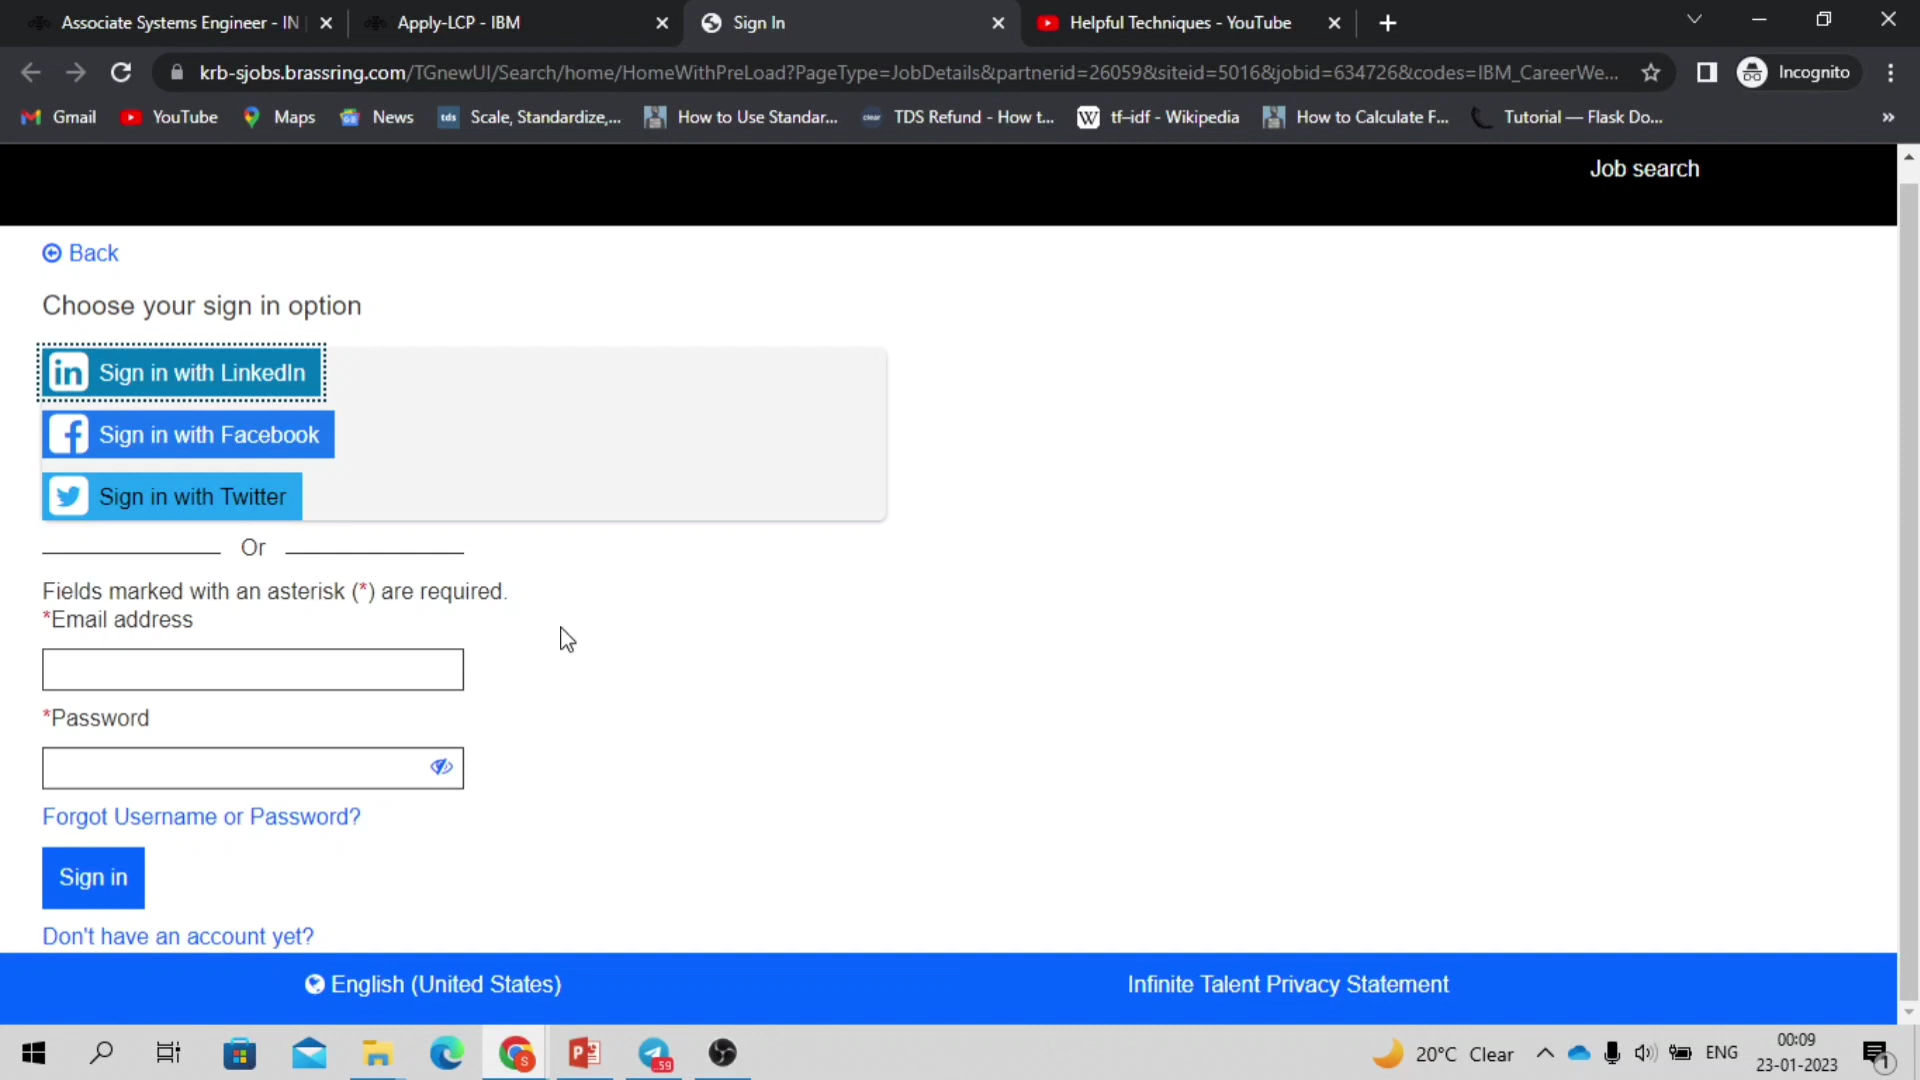 Associate Systems Engineer - IN
Apply-LCP - IBM
Sign In
Helpful Techniques - YouTube
krb-sjobs.brassring.com/TGnewUI/Search/home/HomeWithPreLoad?PageType=JobDetails&partnerid=26059&siteid=5016&jobid=634726&codes=IBM_CareerWe...
Incognito
Gmail
YouTube
Maps
News
tds Scale, Standardize,...
How to Use Standar...
clear TDS Refund - How t...
W tf–idf - Wikipedia
How to Calculate F...
Tutorial — Flask Do...
»
Job search
Back
Choose your sign in option
in Sign in with LinkedIn
f Sign in with Facebook
Sign in with Twitter
Or
Fields marked with an asterisk (*) are required.
*Email address
*Password
Forgot Username or Password?
Sign in
Don't have an account yet?
English (United States)
Infinite Talent Privacy Statement
S
P
59
20°C Clear
ENG
00:09
23-01-2023
1